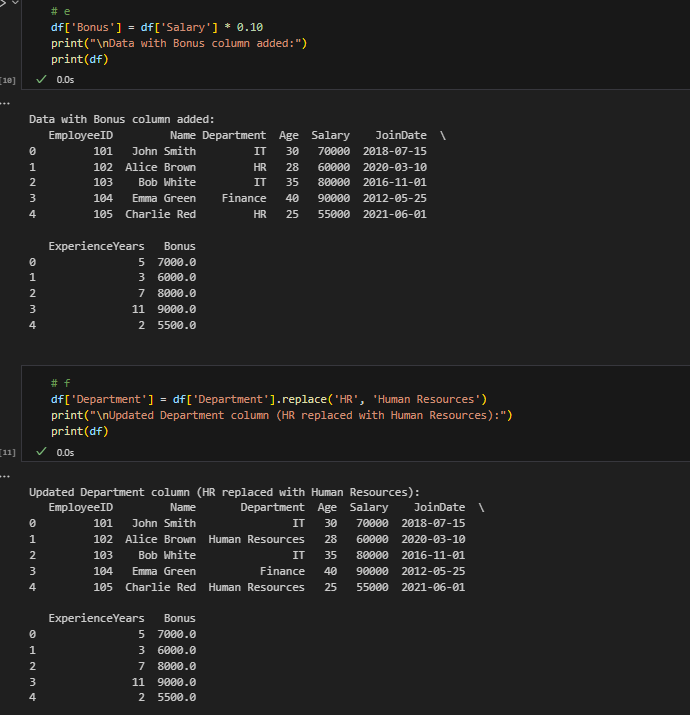 # e
df['Bonus'] = df['Salary'] * 0.10
print("\nData with Bonus column added:")
print(df)
[10] ✓ 0.0s
...
Data with Bonus column added:
   EmployeeID         Name Department  Age  Salary    JoinDate  \
0         101   John Smith         IT   30   70000  2018-07-15
1         102  Alice Brown         HR   28   60000  2020-03-10
2         103    Bob White         IT   35   80000  2016-11-01
3         104   Emma Green    Finance   40   90000  2012-05-25
4         105  Charlie Red         HR   25   55000  2021-06-01
   ExperienceYears   Bonus
0                5  7000.0
1                3  6000.0
2                7  8000.0
3               11  9000.0
4                2  5500.0
# f
df['Department'] = df['Department'].replace('HR', 'Human Resources')
print("\nUpdated Department column (HR replaced with Human Resources):")
print(df)
[11] ✓ 0.0s
...
Updated Department column (HR replaced with Human Resources):
   EmployeeID         Name       Department  Age  Salary    JoinDate  \
0         101   John Smith               IT   30   70000  2018-07-15
1         102  Alice Brown  Human Resources   28   60000  2020-03-10
2         103    Bob White               IT   35   80000  2016-11-01
3         104   Emma Green          Finance   40   90000  2012-05-25
4         105  Charlie Red  Human Resources   25   55000  2021-06-01
   ExperienceYears   Bonus
0                5  7000.0
1                3  6000.0
2                7  8000.0
3               11  9000.0
4                2  5500.0